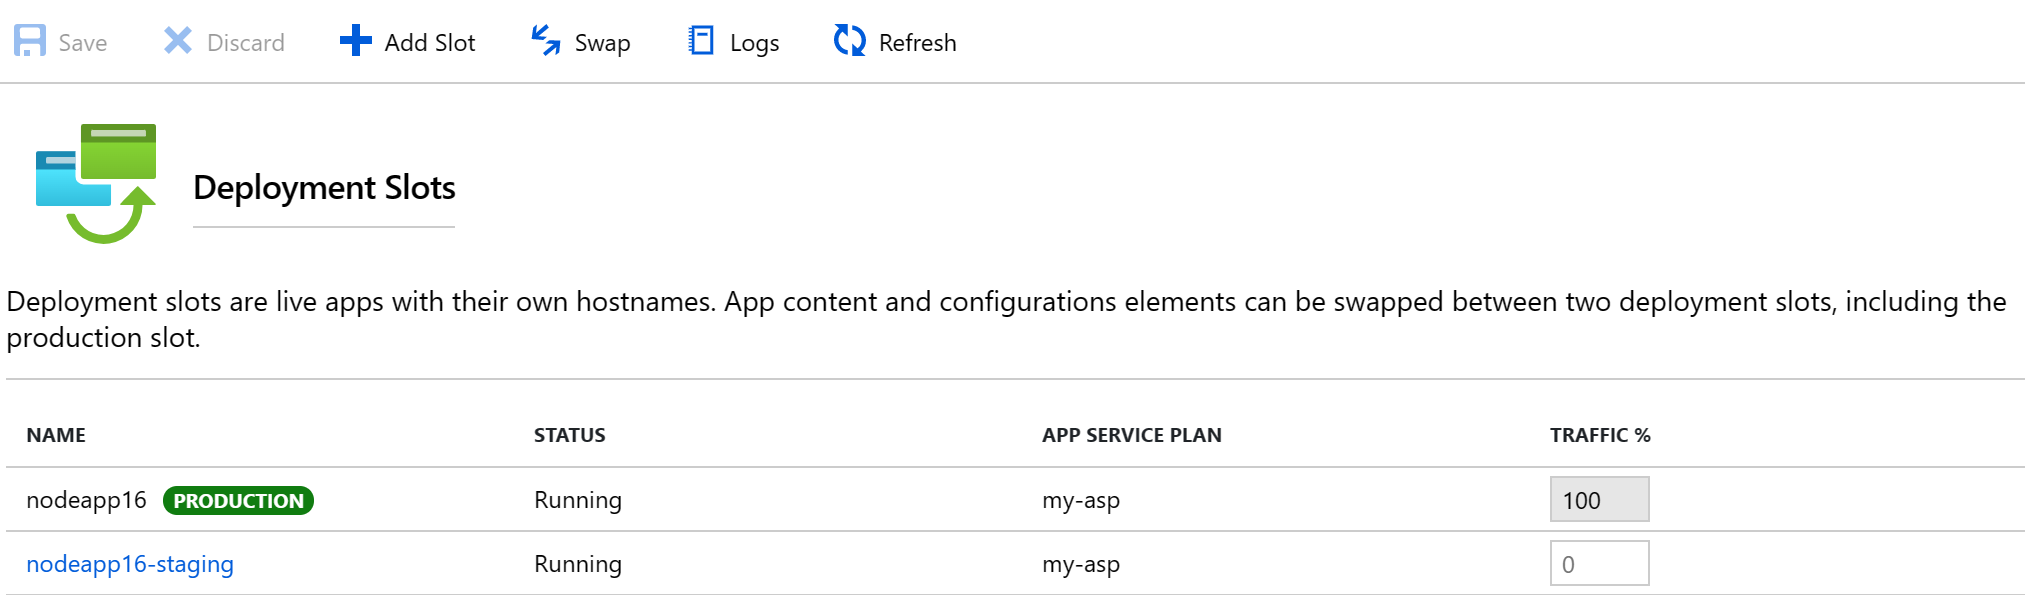 Save Discard Add Slot Swap Logs Refresh
Deployment Slots
Deployment slots are live apps with their own hostnames. App content and configurations elements can be swapped between two deployment slots, including the
production slot.
NAME STATUS APP SERVICE PLAN TRAFFIC %
nodeapp16 PRODUCTION Running my-asp 100
nodeapp16-staging Running my-asp 0